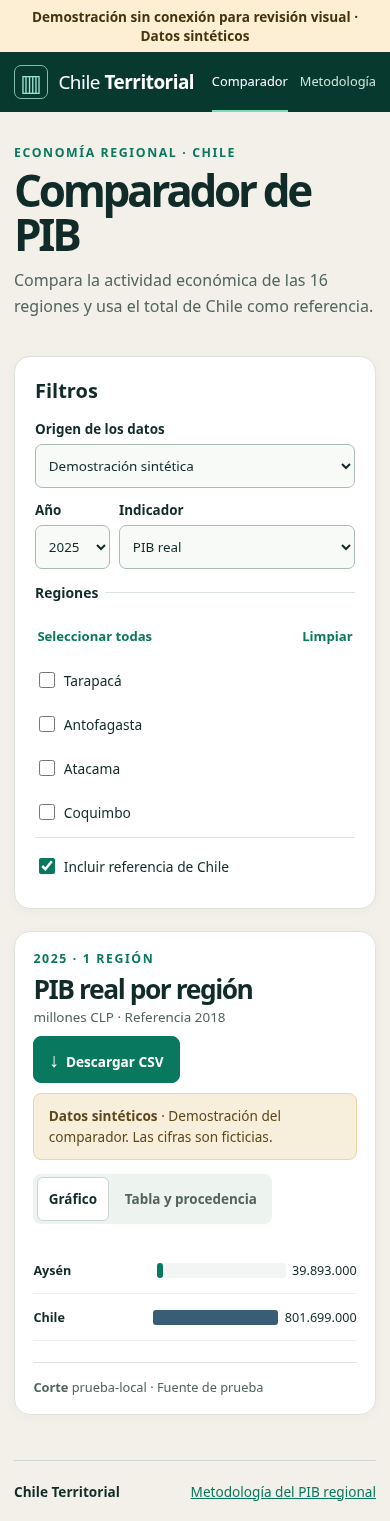 Demostración sin conexión para revisión visual ·
Datos sintéticos
Chile Territorial
Comparador
Metodología
ECONOMÍA REGIONAL · CHILE
Comparador de
PIB
Compara la actividad económica de las 16
regiones y usa el total de Chile como referencia.
Filtros
Origen de los datos
Demostración sintética
Año
Indicador
2025
PIB real
Regiones
Seleccionar todas
Limpiar
Tarapacá
Antofagasta
Atacama
Coquimbo
Incluir referencia de Chile
2025 · 1 REGIÓN
PIB real por región
millones CLP · Referencia 2018
↓ Descargar CSV
Datos sintéticos · Demostración del
comparador. Las cifras son ficticias.
Gráfico
Tabla y procedencia
Aysén
39.893.000
Chile
801.699.000
Corte prueba-local · Fuente de prueba
Chile Territorial
Metodología del PIB regional